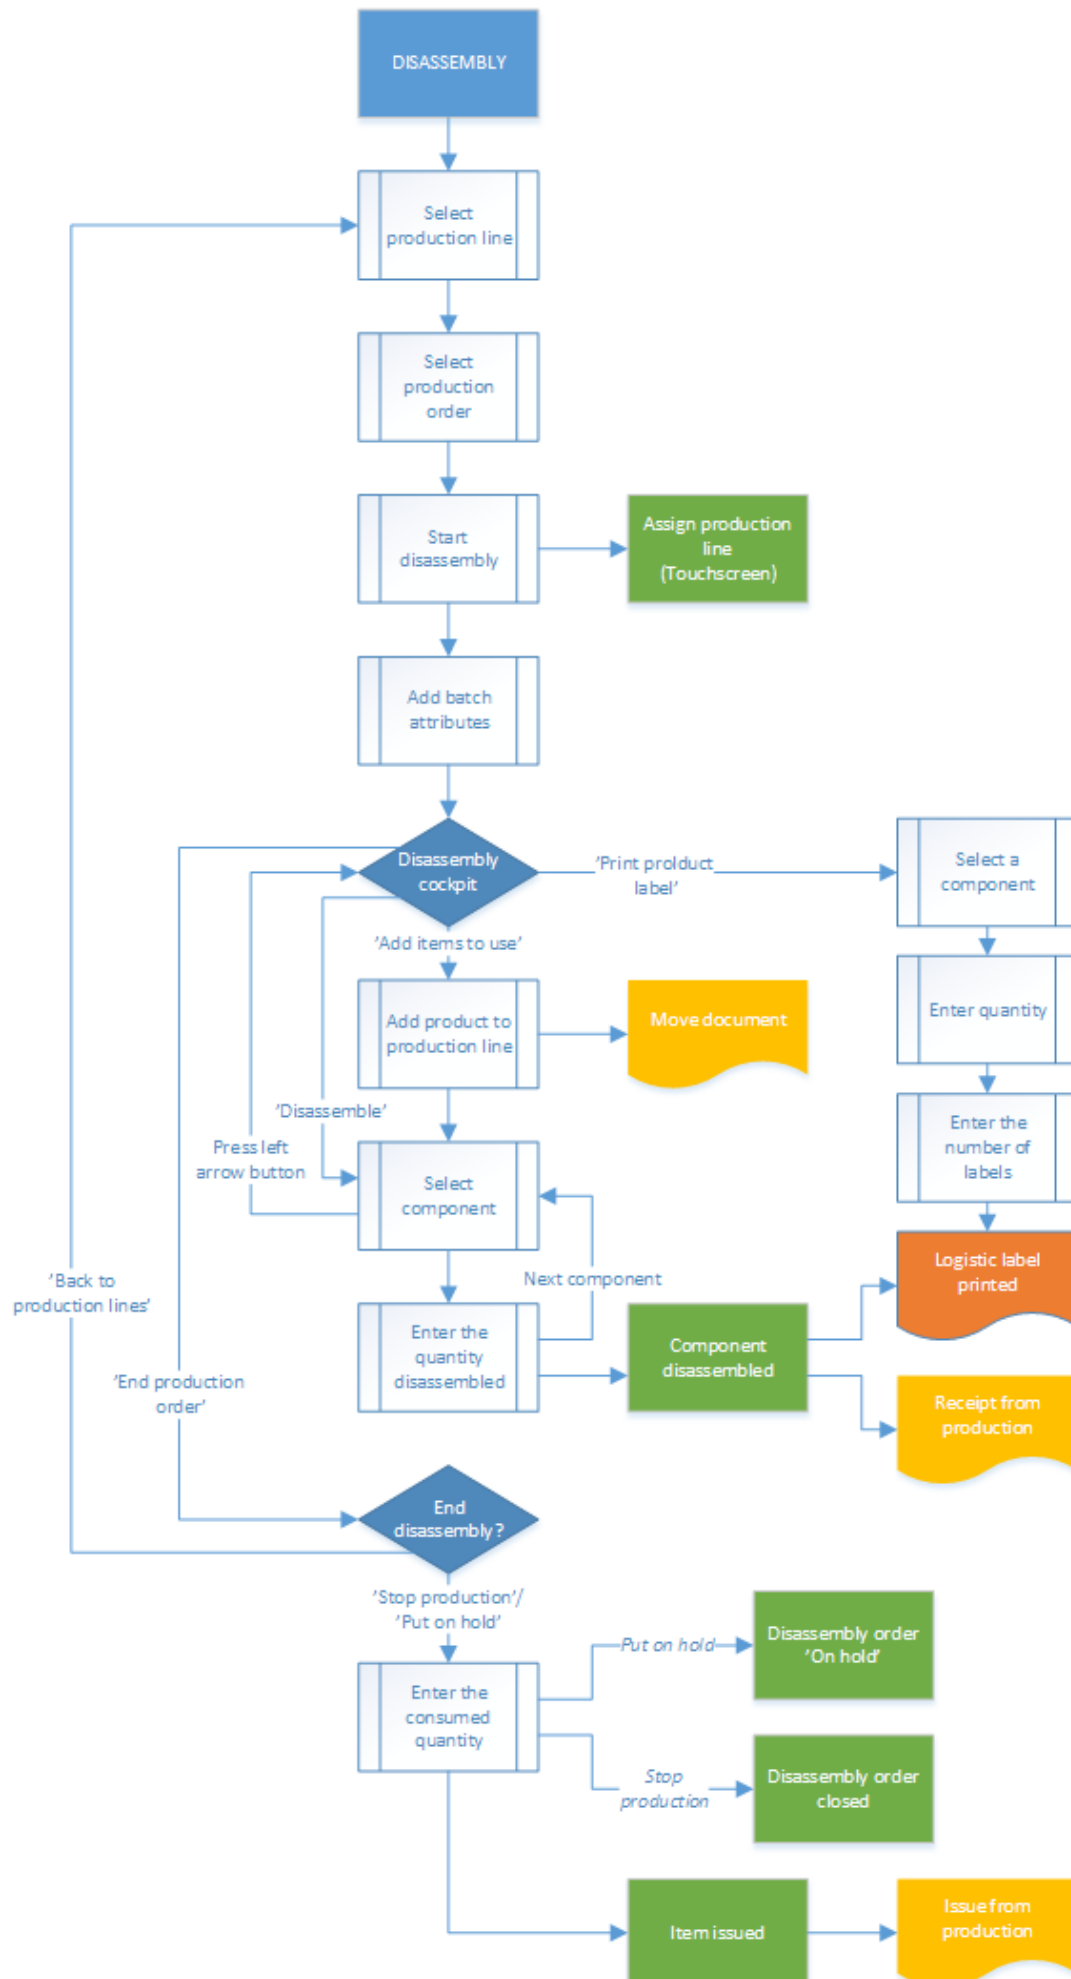 DISASSEMBLY
Select
production line
Select
production
order
Start
disassembly
Assign production
line
(Touchscreen)
Add batch
attributes
Disassembly
cockpit
'Print prolduct
label'
Select a
component
'Add items to use'
Add product to
production line
Move document
Enter quantity
'Disassemble'
Press left
arrow button
Select
component
Enter the
number of
labels
Next component
Logistic label
printed
'Back to
production lines'
Enter the
quantity
disassembled
Component
disassembled
'End production
order'
Receipt from
production
End
disassembly?
'Stop production'/
'Put on hold'
Put on hold
Disassembly order
'On hold'
Enter the
consumed
quantity
Stop
production
Disassembly order
closed
Item issued
Issue from
production